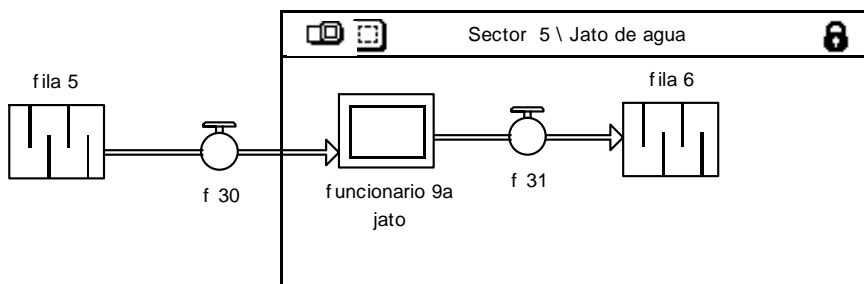 Sector 5 \ Jato de agua
fila 5
fila 6
f 30
funcionario 9a
jato
f 31